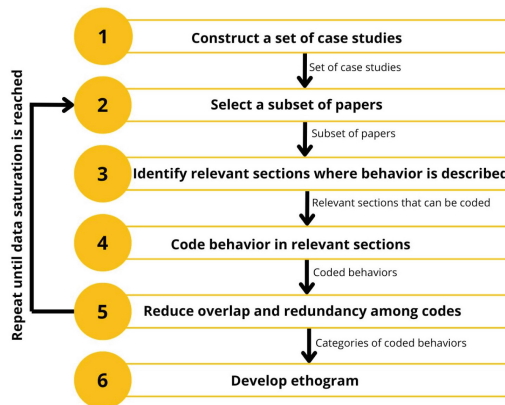 1
Construct a set of case studies
Set of case studies
2
Select a subset of papers
Subset of papers
3
Identify relevant sections where behavior is described
Relevant sections that can be coded
4
Code behavior in relevant sections
Coded behaviors
5
Reduce overlap and redundancy among codes
Categories of coded behaviors
6
Develop ethogram
Repeat until data saturation is reached